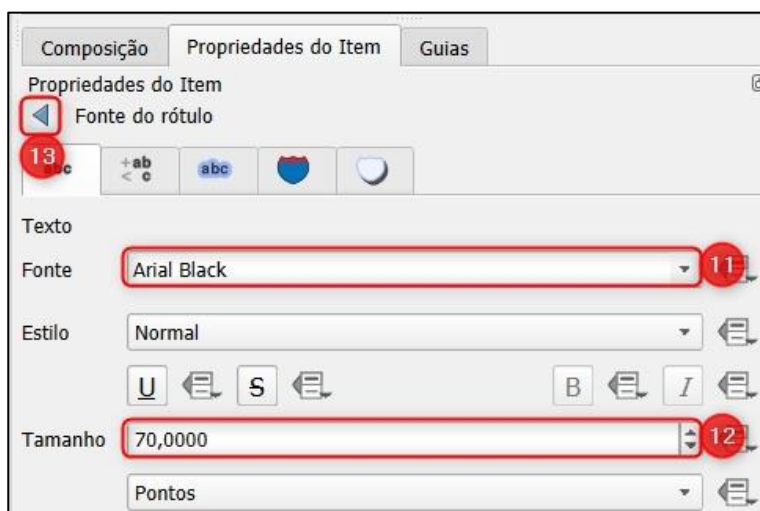 Composição Propriedades do Item Guias
Propriedades do Item
Fonte do rótulo
13
abc +ab < c abc
Texto
Fonte Arial Black 11
Estilo Normal
U S B I
Tamanho 70,0000 12
Pontos